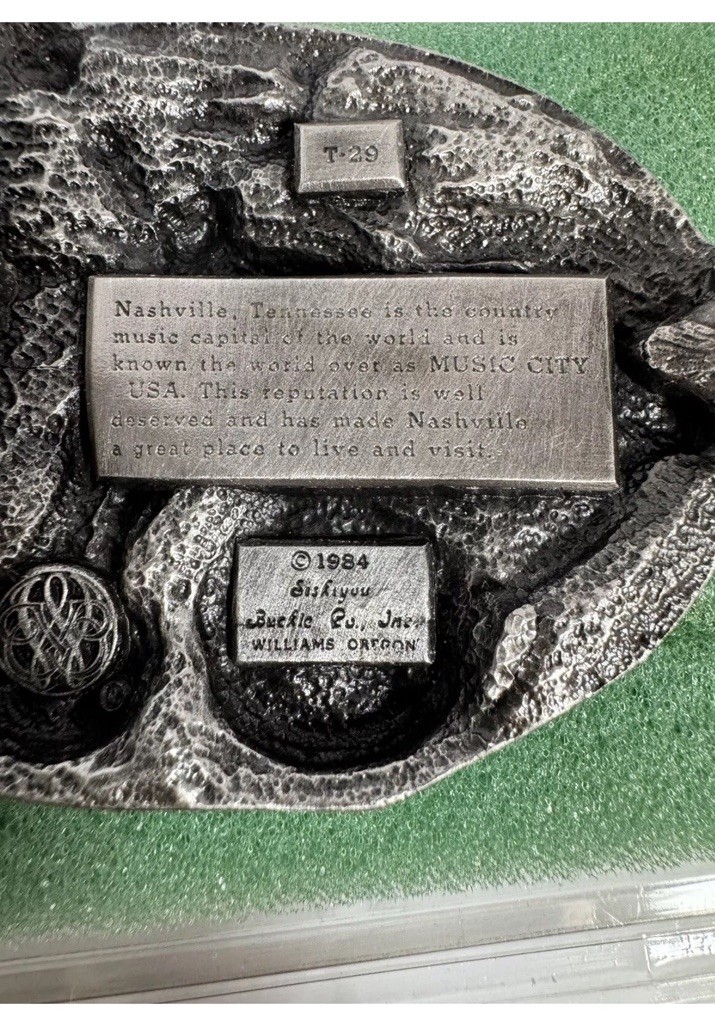 T-29
Nashville, Tennessee is the country
music capital of the world and is
known the world over as MUSIC CITY
USA. This reputation is well
deserved and has made Nashville
a great place to live and visit.
© 1984
Siskiyou
Buckle Co., Inc.
WILLIAMS OREGON